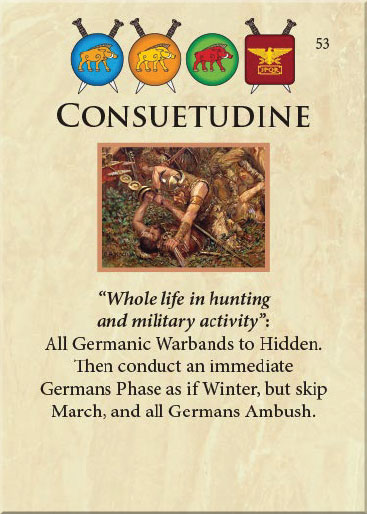 53
SPQR
CONSUETUDINE
“Whole life in hunting
and military activity”:
All Germanic Warbands to Hidden.
Then conduct an immediate
Germans Phase as if Winter, but skip
March, and all Germans Ambush.